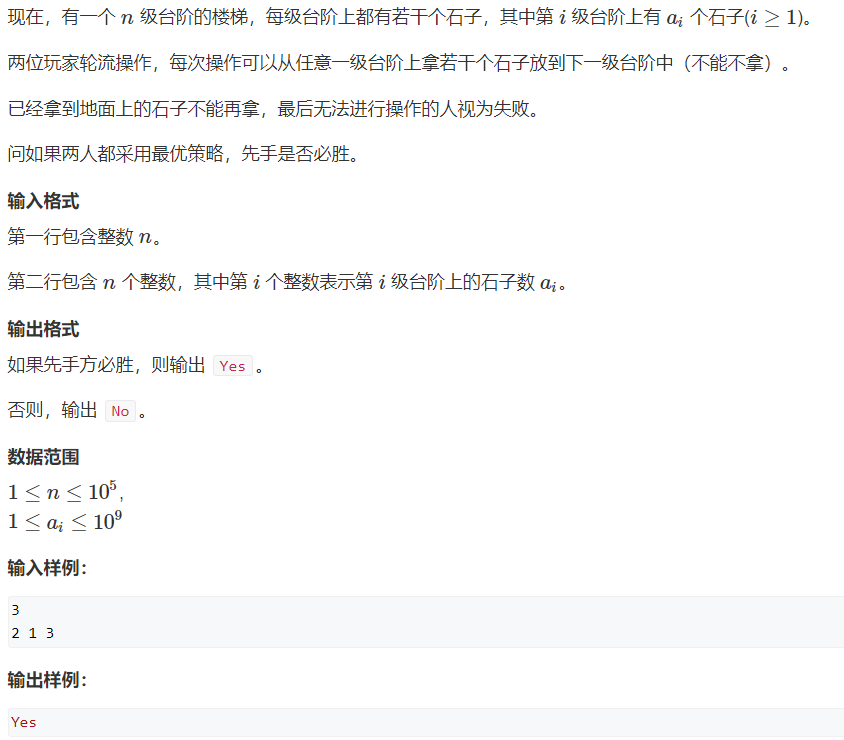 现在，有一个 n 级台阶的楼梯，每级台阶上都有若干个石子，其中第 i 级台阶上有 a_i 个石子(i ≥ 1)。
两位玩家轮流操作，每次操作可以从任意一级台阶上拿若干个石子放到下一级台阶中（不能不拿）。
已经拿到地面上的石子不能再拿，最后无法进行操作的人视为失败。
问如果两人都采用最优策略，先手是否必胜。
输入格式
第一行包含整数 n。
第二行包含 n 个整数，其中第 i 个整数表示第 i 级台阶上的石子数 a_i。
输出格式
如果先手方必胜，则输出 Yes 。
否则，输出 No 。
数据范围
1 ≤ n ≤ 10^5,
1 ≤ a_i ≤ 10^9
输入样例：
3
2 1 3
输出样例：
Yes